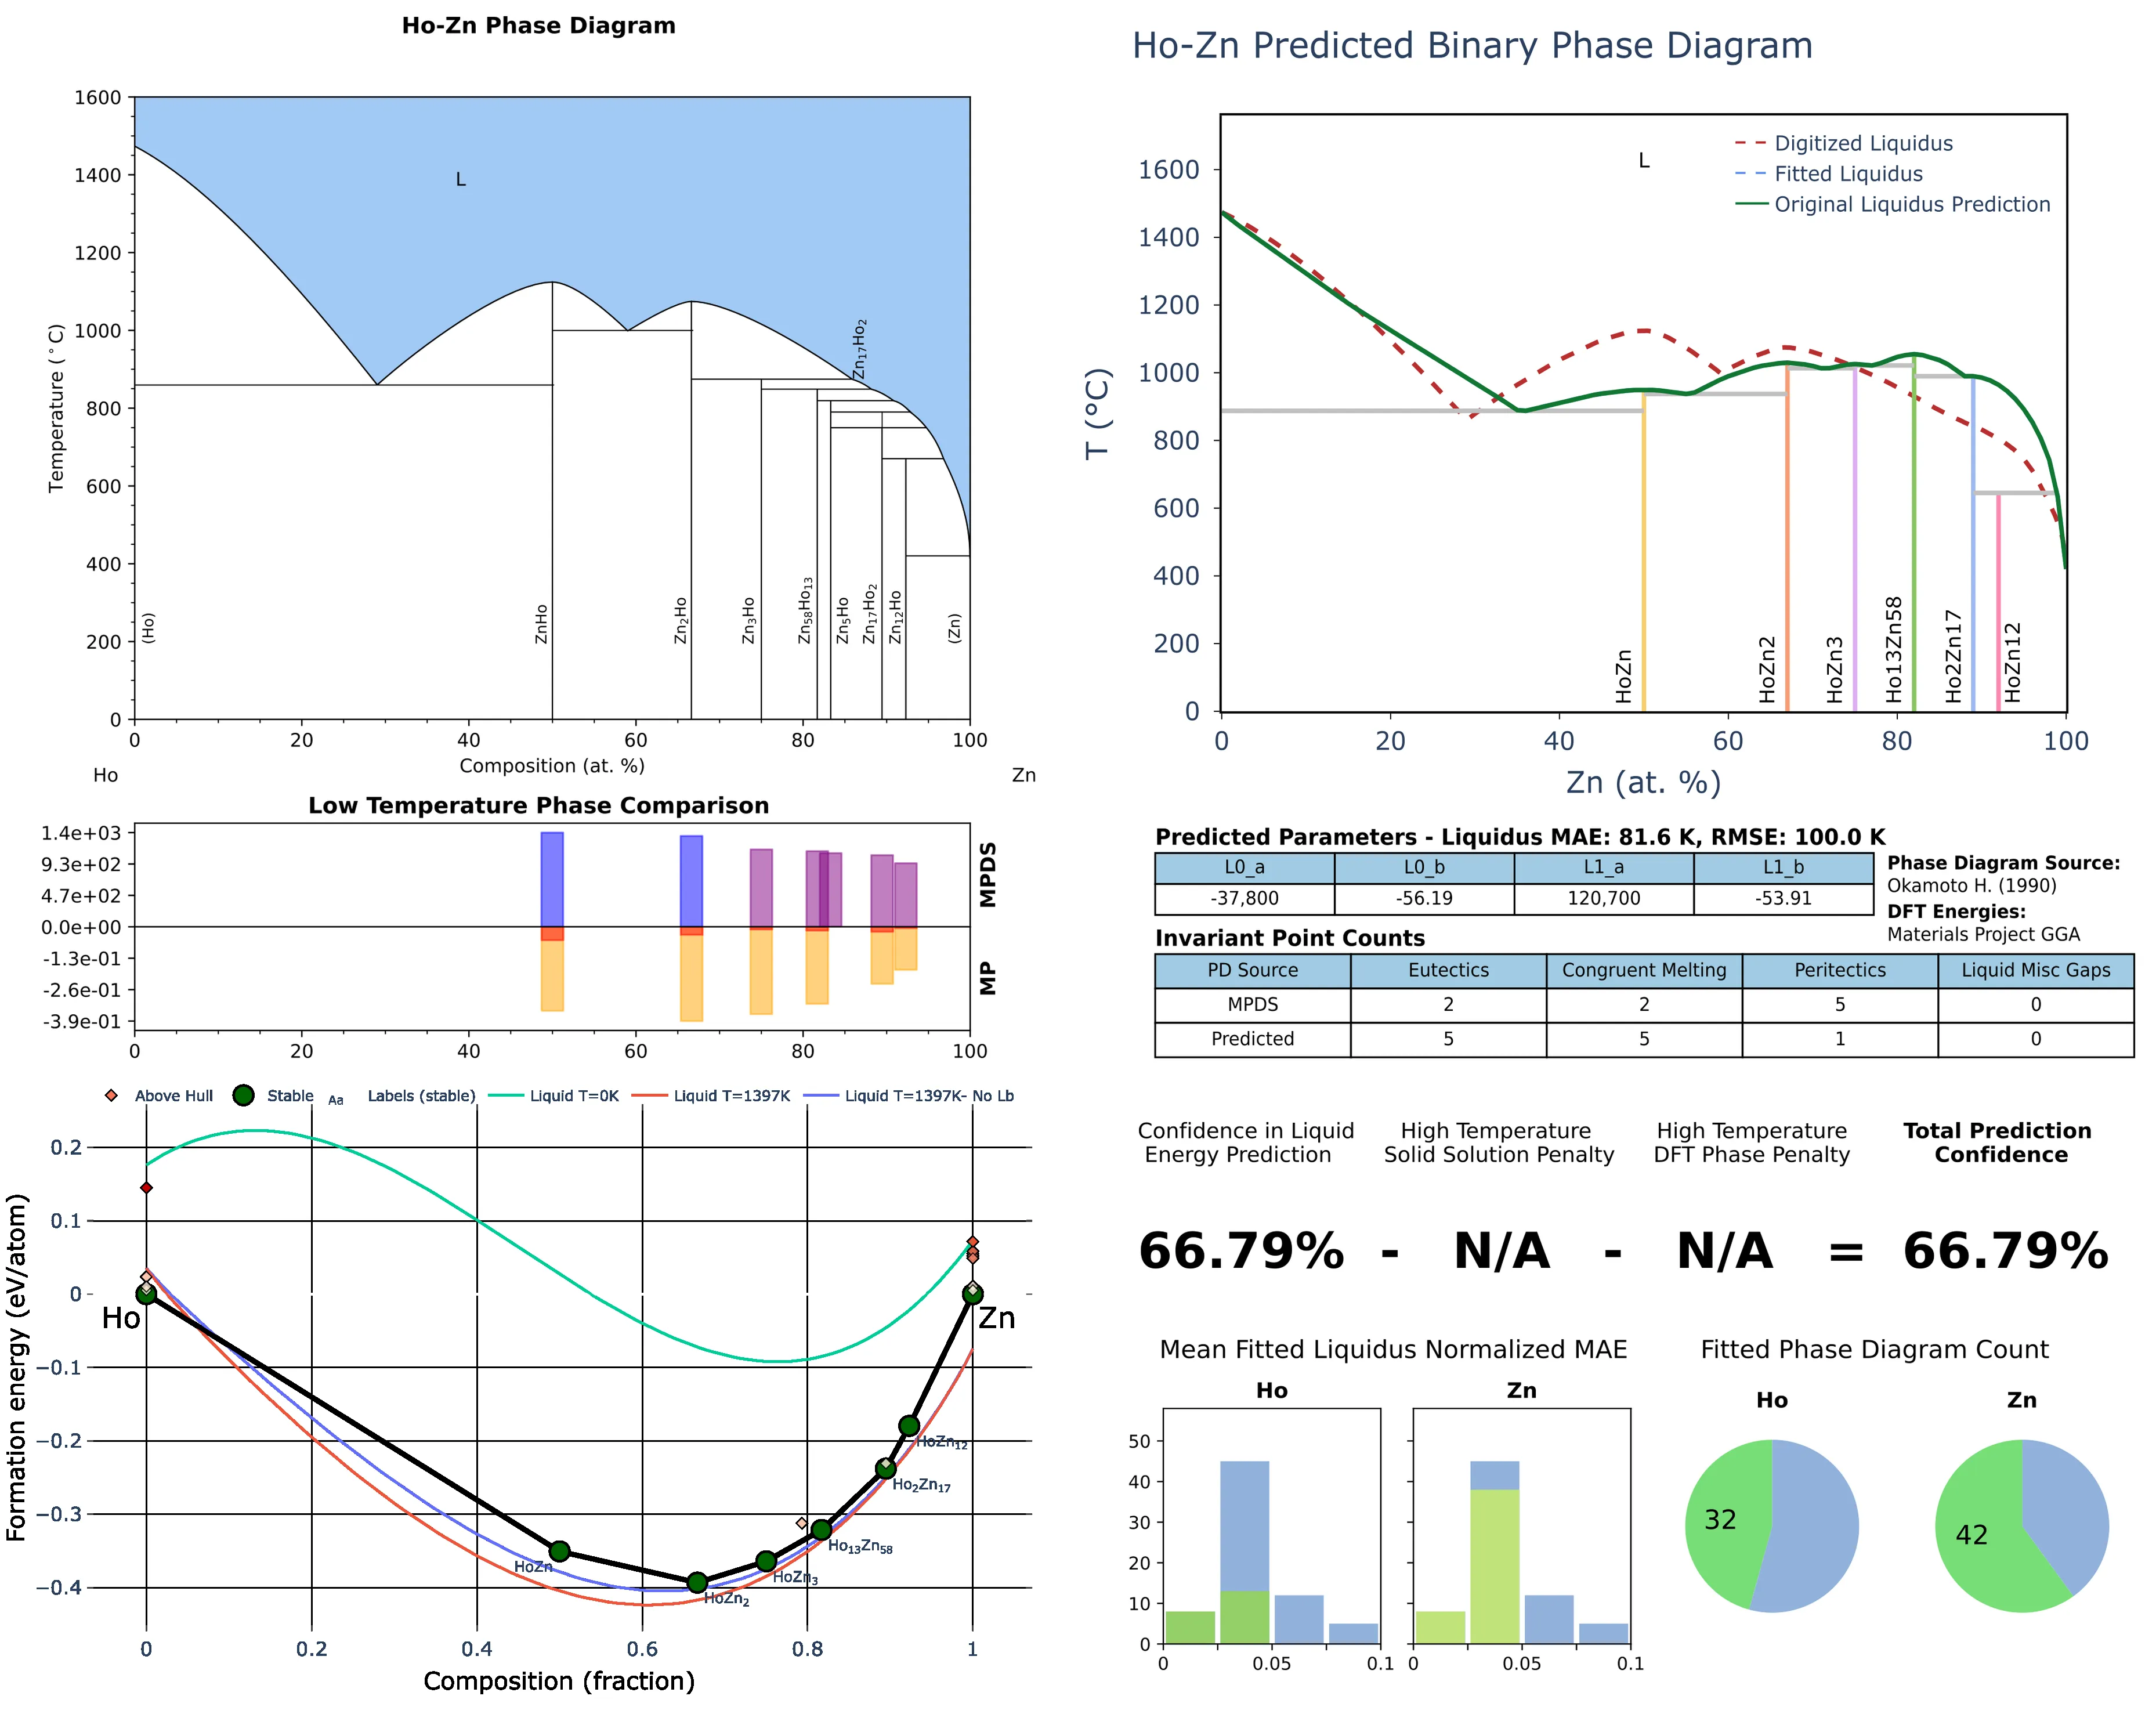 Ho-Zn Phase Diagram
1600
1400
1200
1000
800
600
400
200
0
Temperature (°C)
L
Zn17Ho2
(Ho)
ZnHo
Zn2Ho
Zn3Ho
Zn58Ho13
Zn5Ho
Zn17Ho2
Zn12Ho
(Zn)
0 20 40 60 80 100
Composition (at. %)
Ho Zn
Low Temperature Phase Comparison
1.4e+03
9.3e+02
4.7e+02
0.0e+00
-1.3e-01
-2.6e-01
-3.9e-01
MPDS
MP
0 20 40 60 80 100
Above Hull Stable Aa Labels (stable) Liquid T=0K Liquid T=1397K Liquid T=1397K- No Lb
0.2
0.1
0
−0.1
−0.2
−0.3
−0.4
Formation energy (eV/atom)
Ho
Zn
HoZn12
Ho2Zn17
Ho13Zn58
HoZn
HoZn3
HoZn2
0 0.2 0.4 0.6 0.8 1
Composition (fraction)
Ho-Zn Predicted Binary Phase Diagram
1600
1400
1200
1000
800
600
400
200
0
T (°C)
L
Digitized Liquidus
Fitted Liquidus
Original Liquidus Prediction
HoZn
HoZn2
HoZn3
Ho13Zn58
Ho2Zn17
HoZn12
0 20 40 60 80 100
Zn (at. %)
Predicted Parameters - Liquidus MAE: 81.6 K, RMSE: 100.0 K
L0_a L0_b L1_a L1_b
-37,800 -56.19 120,700 -53.91
Phase Diagram Source:
Okamoto H. (1990)
DFT Energies:
Materials Project GGA
Invariant Point Counts
PD Source Eutectics Congruent Melting Peritectics Liquid Misc Gaps
MPDS 2 2 5 0
Predicted 5 5 1 0
Confidence in Liquid
Energy Prediction
High Temperature
Solid Solution Penalty
High Temperature
DFT Phase Penalty
Total Prediction
Confidence
66.79% - N/A - N/A = 66.79%
Mean Fitted Liquidus Normalized MAE
Ho
Zn
50
40
30
20
10
0
0 0.05 0.1
0 0.05 0.1
Fitted Phase Diagram Count
Ho
Zn
32
42